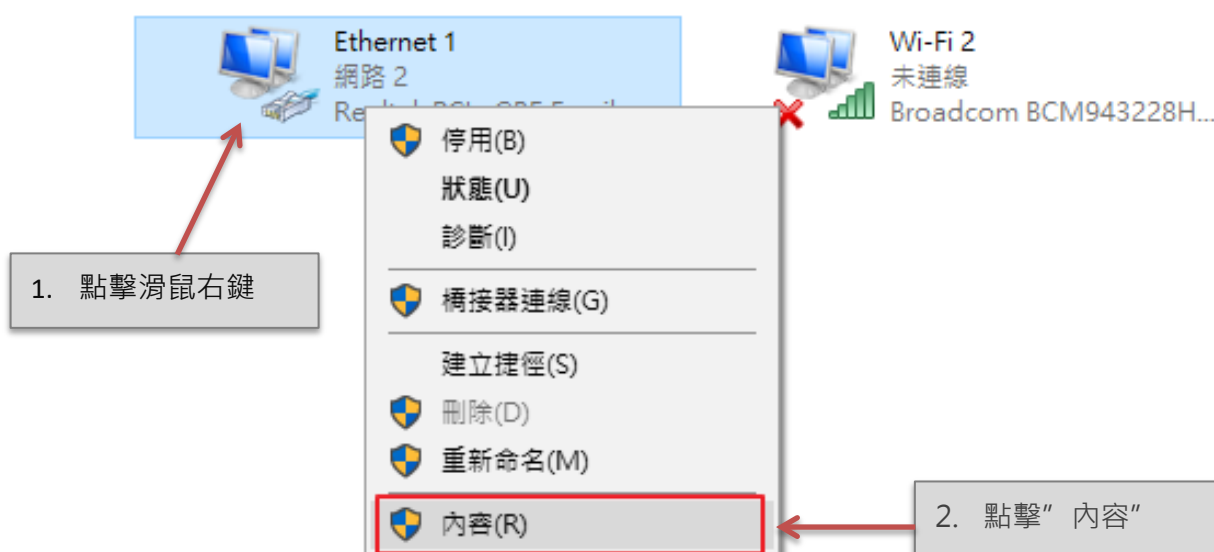 Ethernet 1
網路 2
Wi-Fi 2
未連線
Broadcom BCM943228H...
停用(B)
狀態(U)
診斷(I)
橋接器連線(G)
建立捷徑(S)
刪除(D)
重新命名(M)
內容(R)
1. 點擊滑鼠右鍵
2. 點擊” 內容”